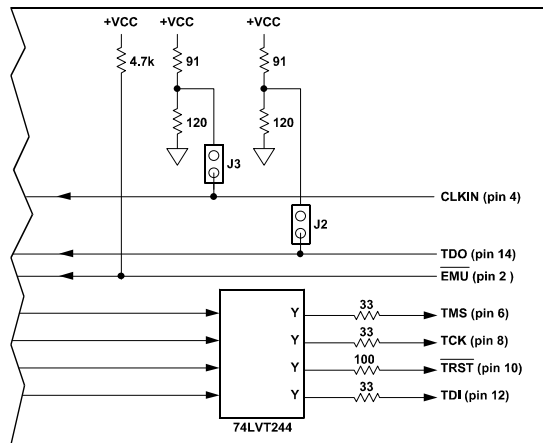 +VCC +VCC +VCC
4.7k 91 91
120 120
J3
CLKIN (pin 4)
J2
TDO (pin 14)
EMU (pin 2 )
Y 33 TMS (pin 6)
Y 33 TCK (pin 8)
Y 100 TRST (pin 10)
Y 33 TDI (pin 12)
74LVT244